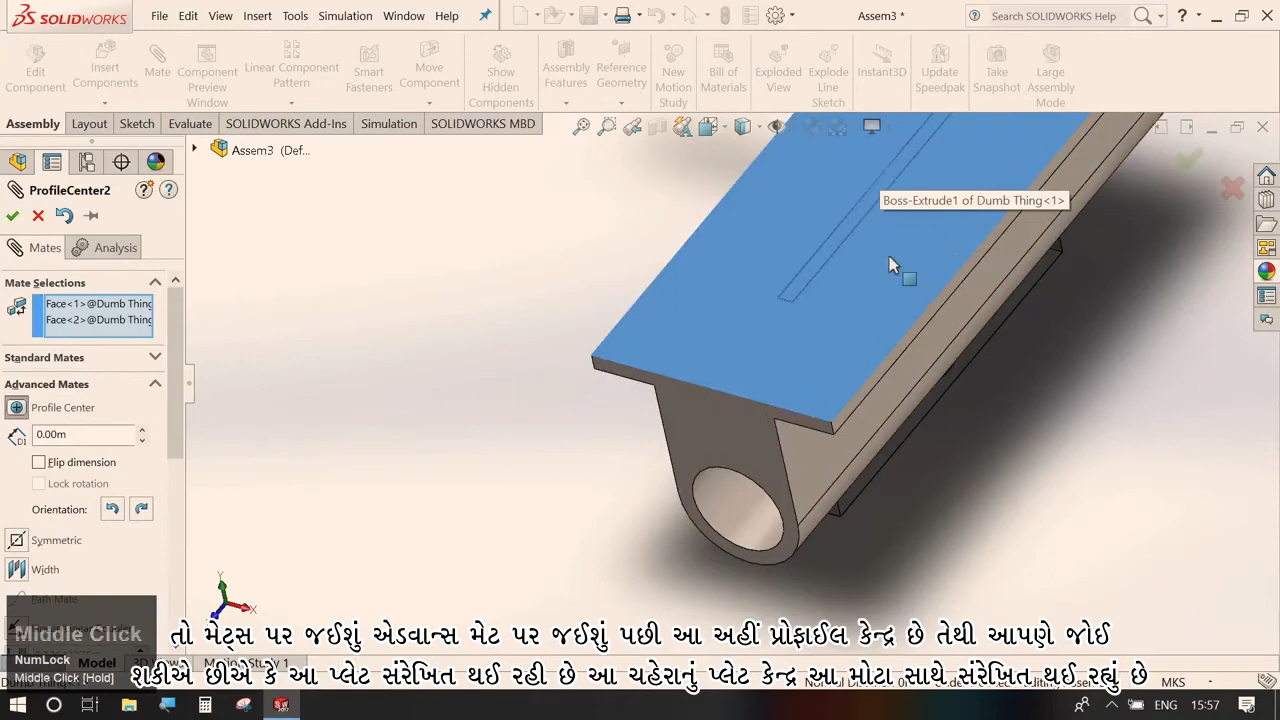 SOLIDWORKS
File Edit View Insert Tools Simulation Window Help
Assem3 *
Search SOLIDWORKS Help
Edit Component
Insert Components
Mate
Component Preview Window
Linear Component Pattern
Smart Fasteners
Move Component
Show Hidden Components
Assembly Features
Reference Geometry
New Motion Study
Bill of Materials
Exploded View
Explode Line Sketch
Instant3D
Update Speedpak
Take Snapshot
Large Assembly Mode
Assembly Layout Sketch Evaluate SOLIDWORKS Add-Ins Simulation SOLIDWORKS MBD
Assem3 (Def...
ProfileCenter2
Mates Analysis
Mate Selections
Face<1>@Dumb Thing
Face<2>@Dumb Thing
Standard Mates
Advanced Mates
Profile Center
0.00m
Flip dimension
Lock rotation
Orientation:
Symmetric
Width
Path Mate
Boss-Extrude1 of Dumb Thing<1>
Middle Click
NumLock
Middle Click [Hold]
Model
તો મેટ્સ પર જઈશું એડવાન્સ મેટ પર જઈશું પછી આ અહીં પ્રોફાઈલ કેન્દ્ર છે તેથી આપણે જોઈ
શકીએ છીએ કે આ પ્લેટ સંરેખિત થઈ રહી છે આ ચહેરાનું પ્લેટ કેન્દ્ર આ મોટા સાથે સંરેખિત થઈ રહ્યું છે
MKS
ENG 15:57